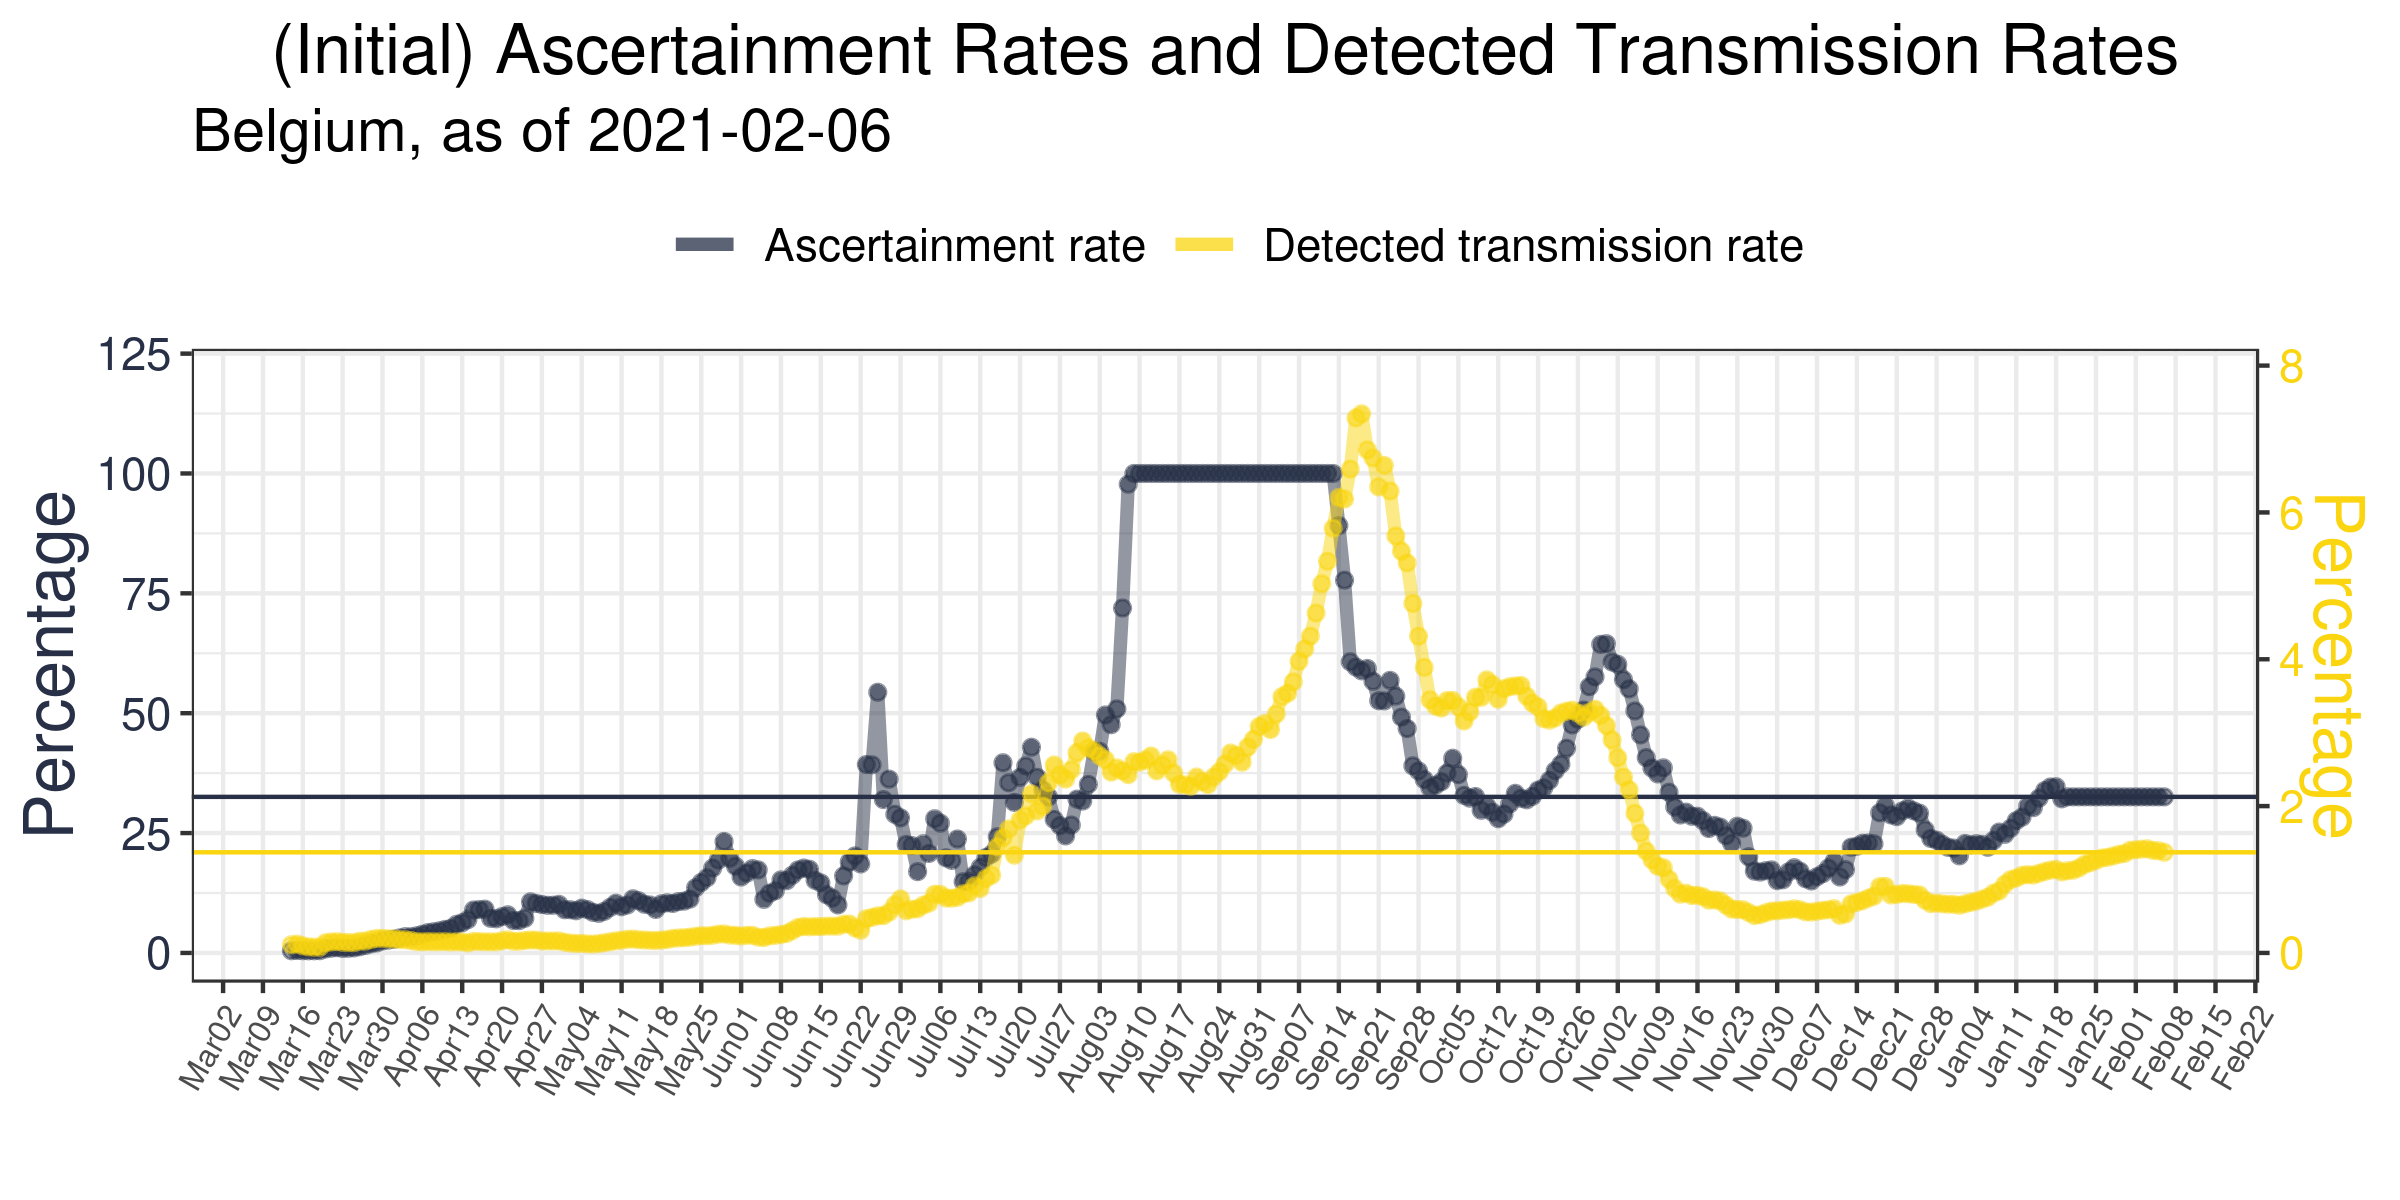 (Initial) Ascertainment Rates and Detected Transmission Rates
Belgium, as of 2021-02-06
Ascertainment rate
Detected transmission rate
125
100
75
50
25
0
Percentage
8
6
4
2
0
Percentage
Mar02
Mar09
Mar16
Mar23
Mar30
Apr06
Apr13
Apr20
Apr27
May04
May11
May18
May25
Jun01
Jun08
Jun15
Jun22
Jun29
Jul06
Jul13
Jul20
Jul27
Aug03
Aug10
Aug17
Aug24
Aug31
Sep07
Sep14
Sep21
Sep28
Oct05
Oct12
Oct19
Oct26
Nov02
Nov09
Nov16
Nov23
Nov30
Dec07
Dec14
Dec21
Dec28
Jan04
Jan11
Jan18
Jan25
Feb01
Feb08
Feb15
Feb22